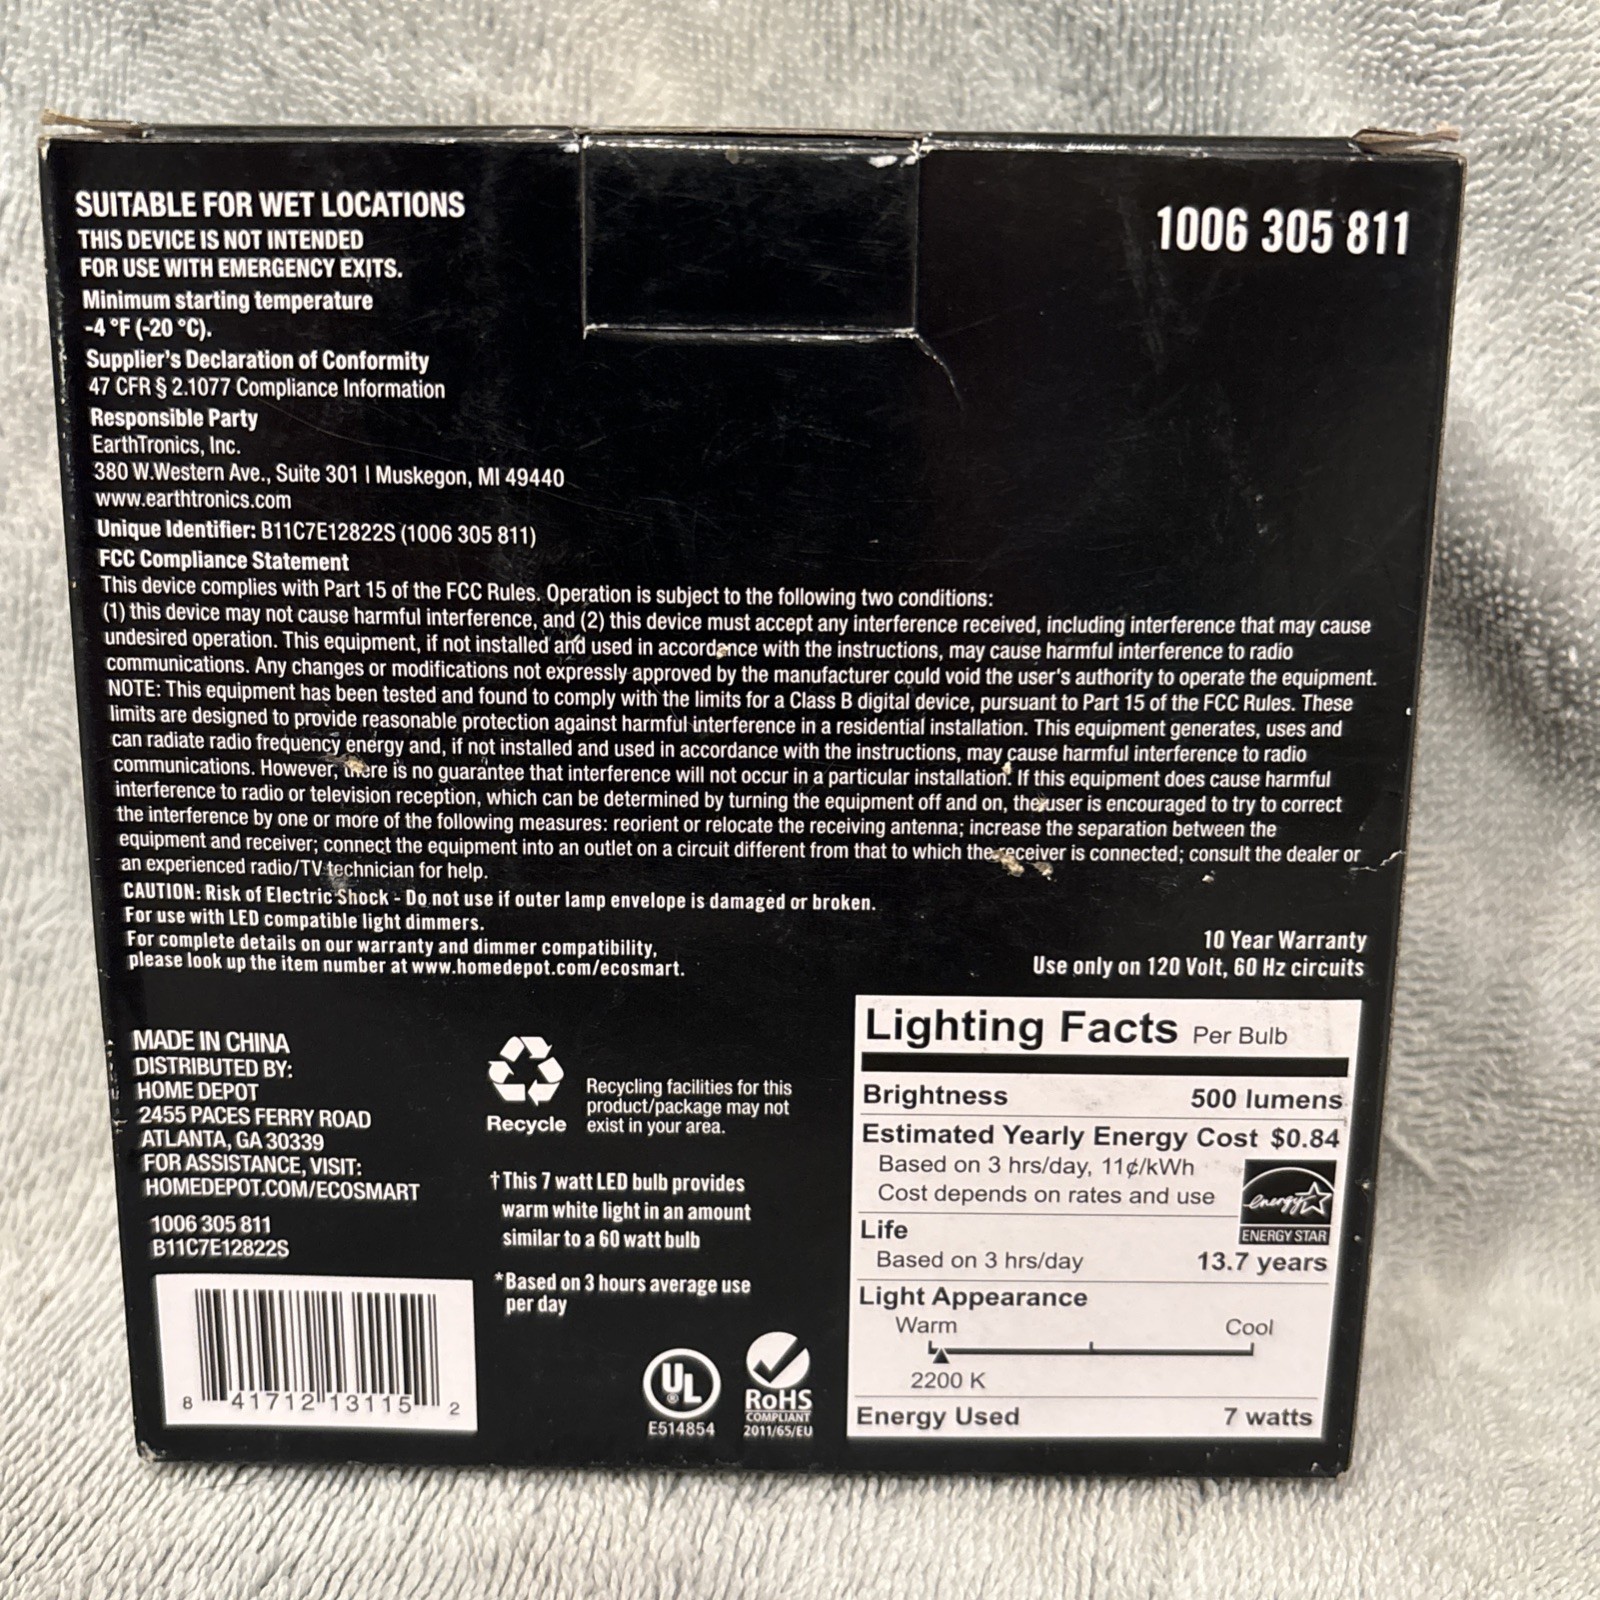 SUITABLE FOR WET LOCATIONS
THIS DEVICE IS NOT INTENDED
FOR USE WITH EMERGENCY EXITS.
Minimum starting temperature
-4 °F (-20 °C).
Supplier's Declaration of Conformity
47 CFR § 2.1077 Compliance Information
Responsible Party
EarthTronics, Inc.
380 W.Western Ave., Suite 301 | Muskegon, MI 49440
www.earthtronics.com
Unique Identifier: B11C7E12822S (1006 305 811)
1006 305 811
FCC Compliance Statement
This device complies with Part 15 of the FCC Rules. Operation is subject to the following two conditions:
(1) this device may not cause harmful interference, and (2) this device must accept any interference received, including interference that may cause
undesired operation. This equipment, if not installed and used in accordance with the instructions, may cause harmful interference to radio
communications. Any changes or modifications not expressly approved by the manufacturer could void the user's authority to operate the equipment.
NOTE: This equipment has been tested and found to comply with the limits for a Class B digital device, pursuant to Part 15 of the FCC Rules. These
limits are designed to provide reasonable protection against harmful interference in a residential installation. This equipment generates, uses and
can radiate radio frequency energy and, if not installed and used in accordance with the instructions, may cause harmful interference to radio
communications. However, there is no guarantee that interference will not occur in a particular installation. If this equipment does cause harmful
interference to radio or television reception, which can be determined by turning the equipment off and on, the user is encouraged to try to correct
the interference by one or more of the following measures: reorient or relocate the receiving antenna; increase the separation between the
equipment and receiver; connect the equipment into an outlet on a circuit different from that to which the receiver is connected; consult the dealer or
an experienced radio/TV technician for help.
CAUTION: Risk of Electric Shock - Do not use if outer lamp envelope is damaged or broken.
For use with LED compatible light dimmers.
For complete details on our warranty and dimmer compatibility,
please look up the item number at www.homedepot.com/ecosmart.
10 Year Warranty
Use only on 120 Volt, 60 Hz circuits
MADE IN CHINA
DISTRIBUTED BY:
HOME DEPOT
2455 PACES FERRY ROAD
ATLANTA, GA 30339
FOR ASSISTANCE, VISIT:
HOMEDEPOT.COM/ECOSMART
1006 305 811
B11C7E12822S
8 41712 13115 2
Recycle
Recycling facilities for this
product/package may not
exist in your area.
†This 7 watt LED bulb provides
warm white light in an amount
similar to a 60 watt bulb
*Based on 3 hours average use
per day
UL ®
E514854
RoHS
COMPLIANT
2011/65/EU
Lighting Facts Per Bulb
Brightness 500 lumens
Estimated Yearly Energy Cost $0.84
Based on 3 hrs/day, 11¢/kWh
Cost depends on rates and use
energy
ENERGY STAR
Life
Based on 3 hrs/day 13.7 years
Light Appearance
Warm Cool
2200 K
Energy Used 7 watts